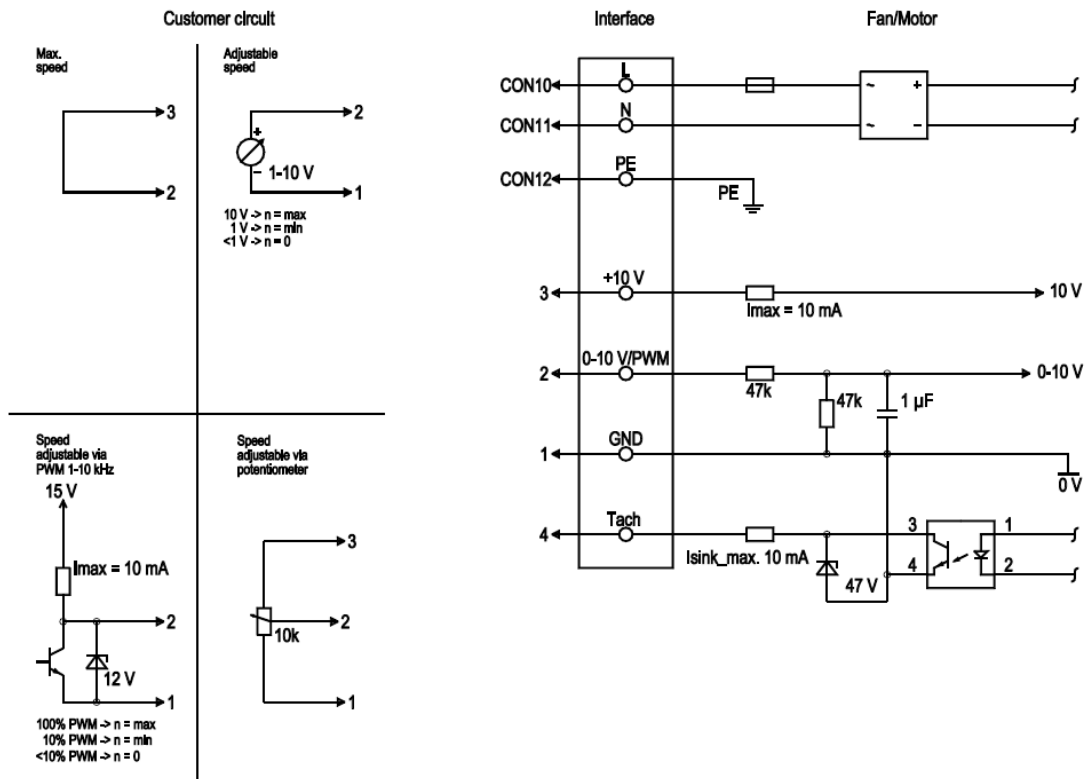 Customer circuit
Interface
Fan/Motor
Max.
speed
3
2
Adjustable
speed
2
+
1-10 V
–
1
10 V -> n = max
1 V -> n = min
<1 V -> n = 0
Speed
adjustable via
PWM 1-10 kHz
15 V
Imax = 10 mA
2
12 V
1
100% PWM -> n = max
10% PWM -> n = min
<10% PWM -> n = 0
Speed
adjustable via
potentiometer
3
2
10k
1
CON10
L
~
+
CON11
N
~
–
CON12
PE
PE
3
+10 V
10 V
Imax = 10 mA
2
0-10 V/PWM
0-10 V
47k
47k
1 µF
1
GND
0 V
4
Tach
Isink_max. 10 mA
47 V
3
1
4
2